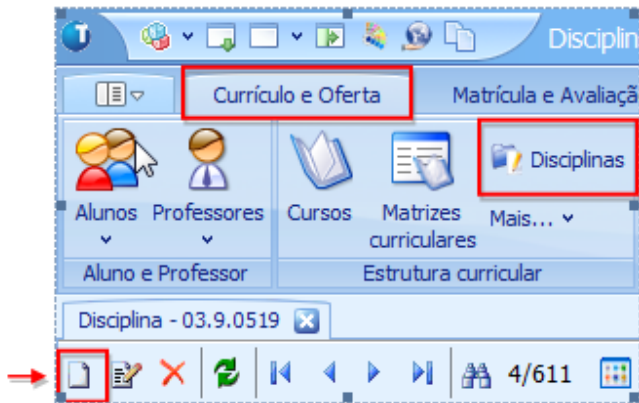 T
Disciplin
Currículo e Oferta
Matrícula e Avaliaçã
Disciplinas
Alunos
Professores
Cursos
Matrizes
curriculares
Mais...
Aluno e Professor
Estrutura curricular
Disciplina - 03.9.0519
4/611